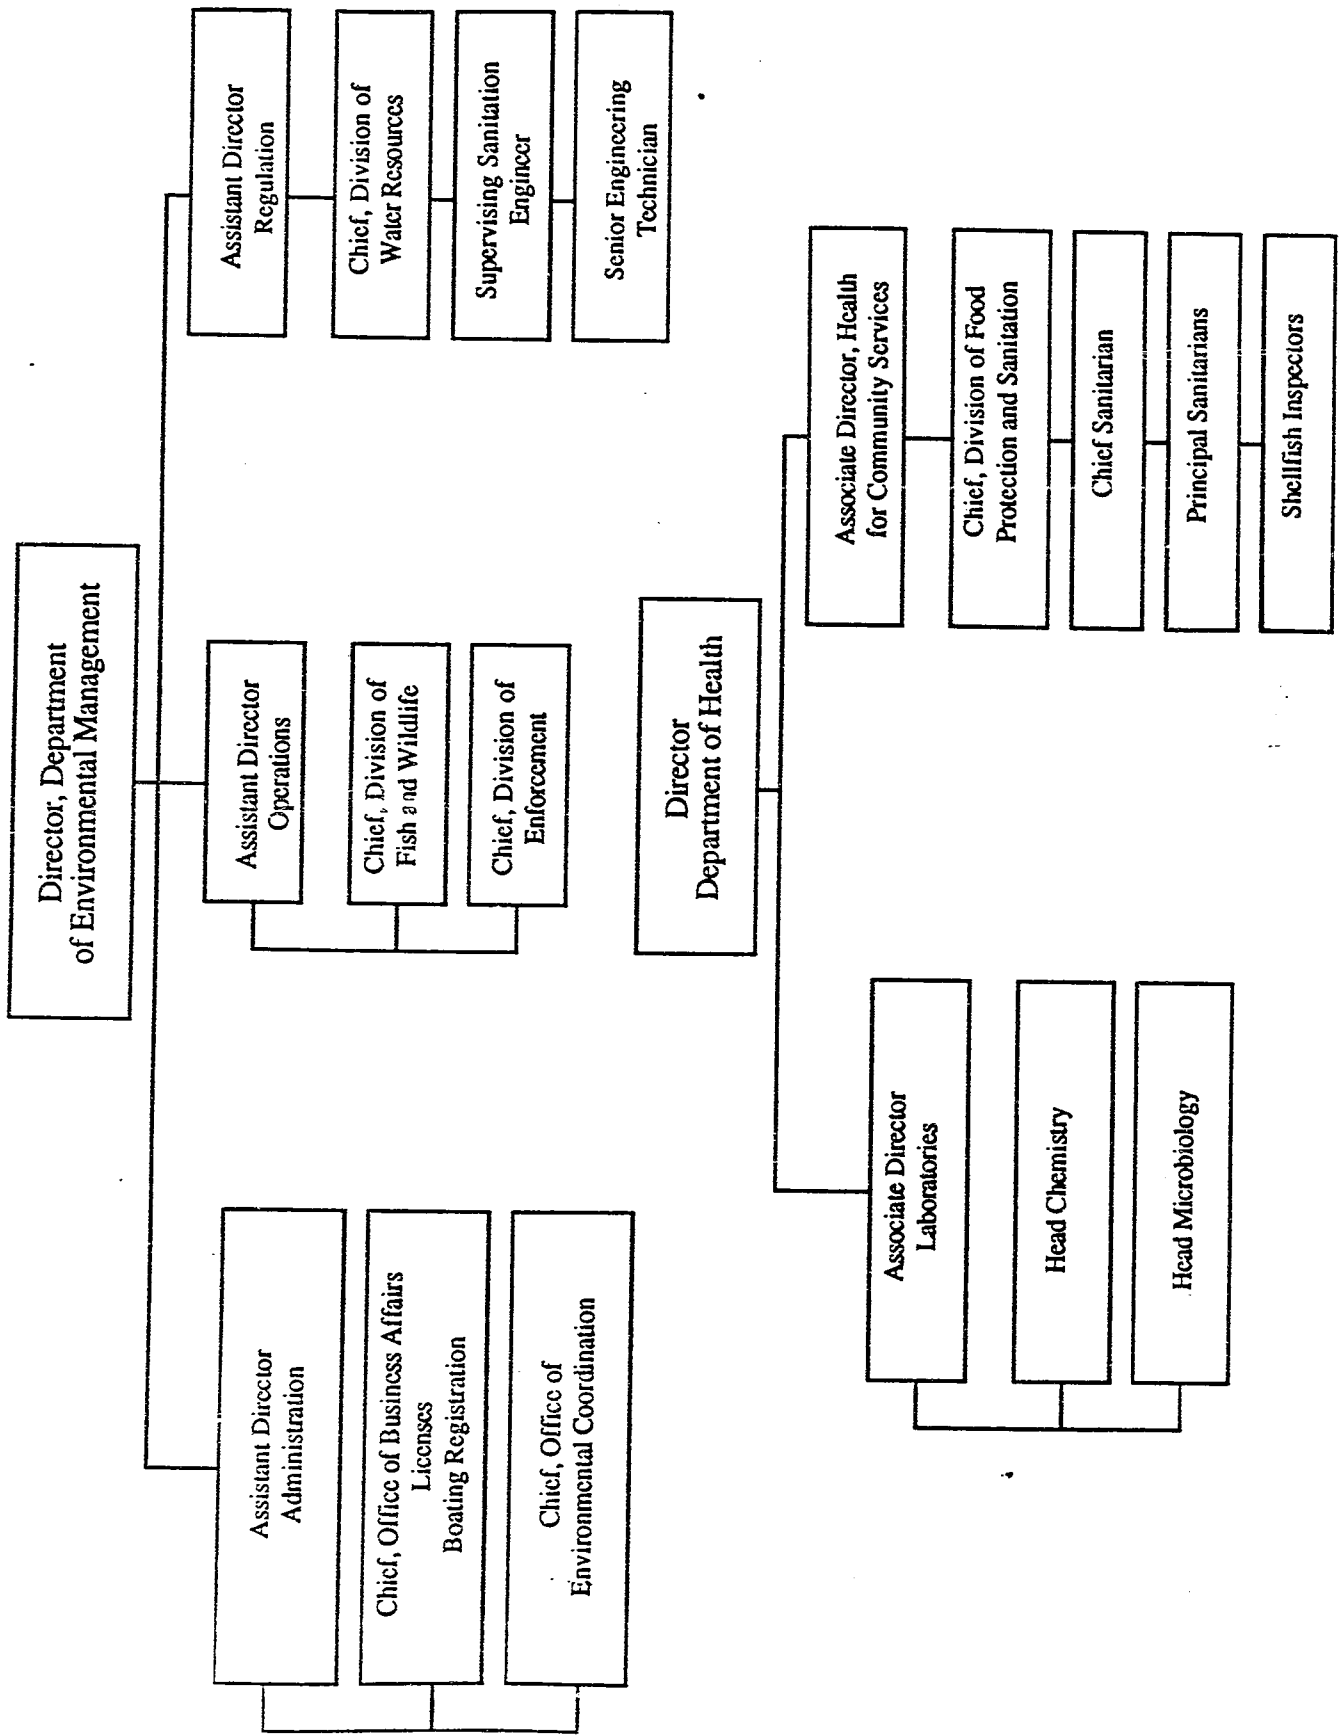 Director, Department
of Environmental Management
Assistant Director
Administration
Chief, Office of Business Affairs
Licenses
Boating Registration
Chief, Office of
Environmental Coordination
Assistant Director
Operations
Chief, Division of
Fish and Wildlife
Chief, Division of
Enforcement
Assistant Director
Regulation
Chief, Division of
Water Resources
Supervising Sanitation
Engineer
Senior Engineering
Technician
Director
Department of Health
Associate Director
Laboratories
Head Chemistry
Head Microbiology
Associate Director, Health
for Community Services
Chief, Division of Food
Protection and Sanitation
Chief Sanitarian
Principal Sanitarians
Shellfish Inspectors